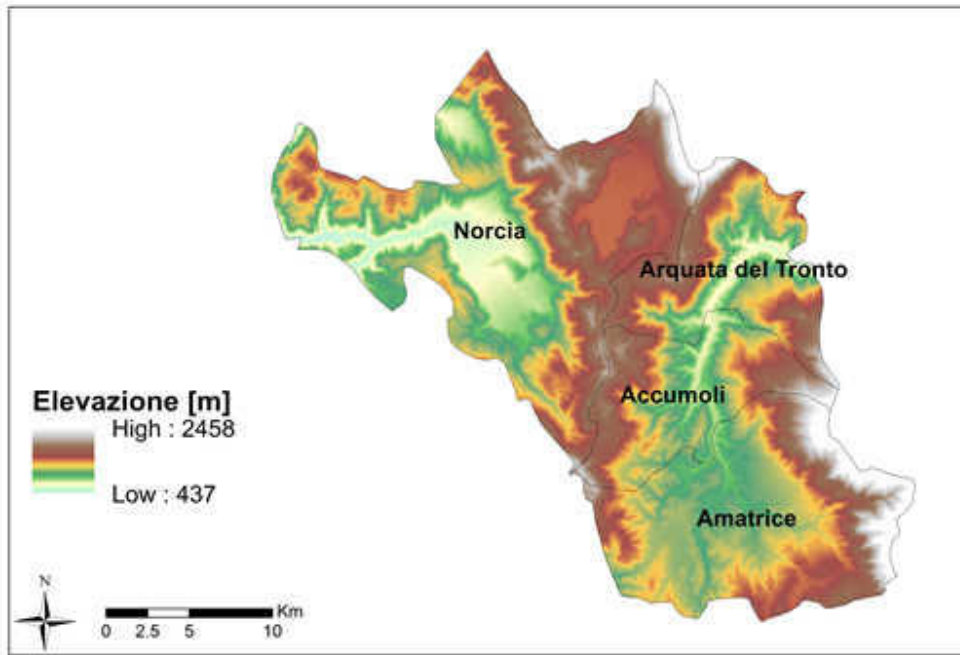 Norcia
Arquata del Tronto
Accumoli
Amatrice
Elevazione [m]
High : 2458
Low : 437
N
Km
0 2.5 5 10